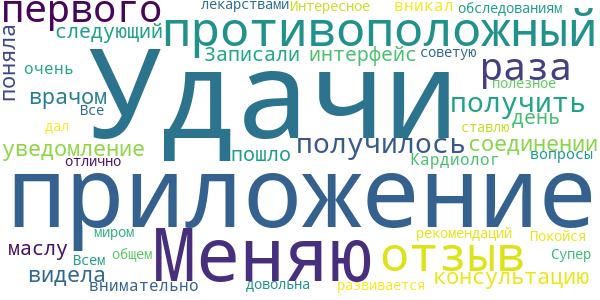 первого лекарствами Интересное вникал обследованиям
поняла следующий противоположный
Удачи Записали интерфейс советую раза
очень врачом Все полезное
получить
дал получилось ставлю день
уведомление соединении
отлично пошло Кардиолог вопросы
приложение
миром рекомендаций Покойся
маслу Всем общем Меняю отзыв Супер
видела консультацию
внимательно довольна развивается